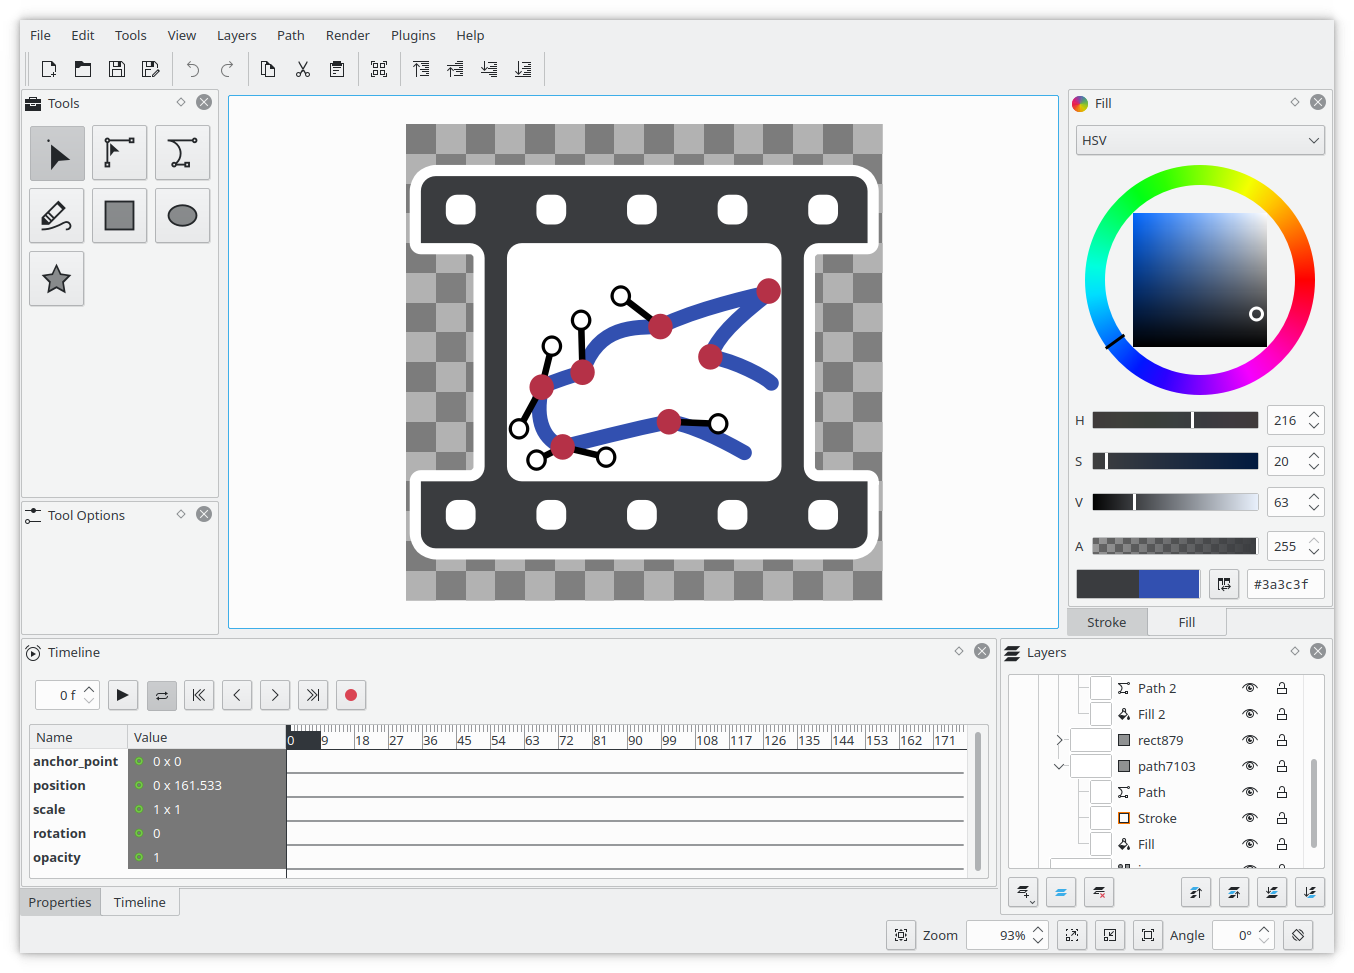 File Edit Tools View Layers Path Render Plugins Help
Tools
Tool Options
Fill
HSV
H 216
S 20
V 63
A 255
#3a3c3f
Stroke Fill
Timeline
0 f
Name Value 0 9 18 27 36 45 54 63 72 81 90 99 108 117 126 135 144 153 162 171
anchor_point 0 x 0
position 0 x 161.533
scale 1 x 1
rotation 0
opacity 1
Properties Timeline
Layers
Path 2
Fill 2
rect879
path7103
Path
Stroke
Fill
Zoom 93% Angle 0°